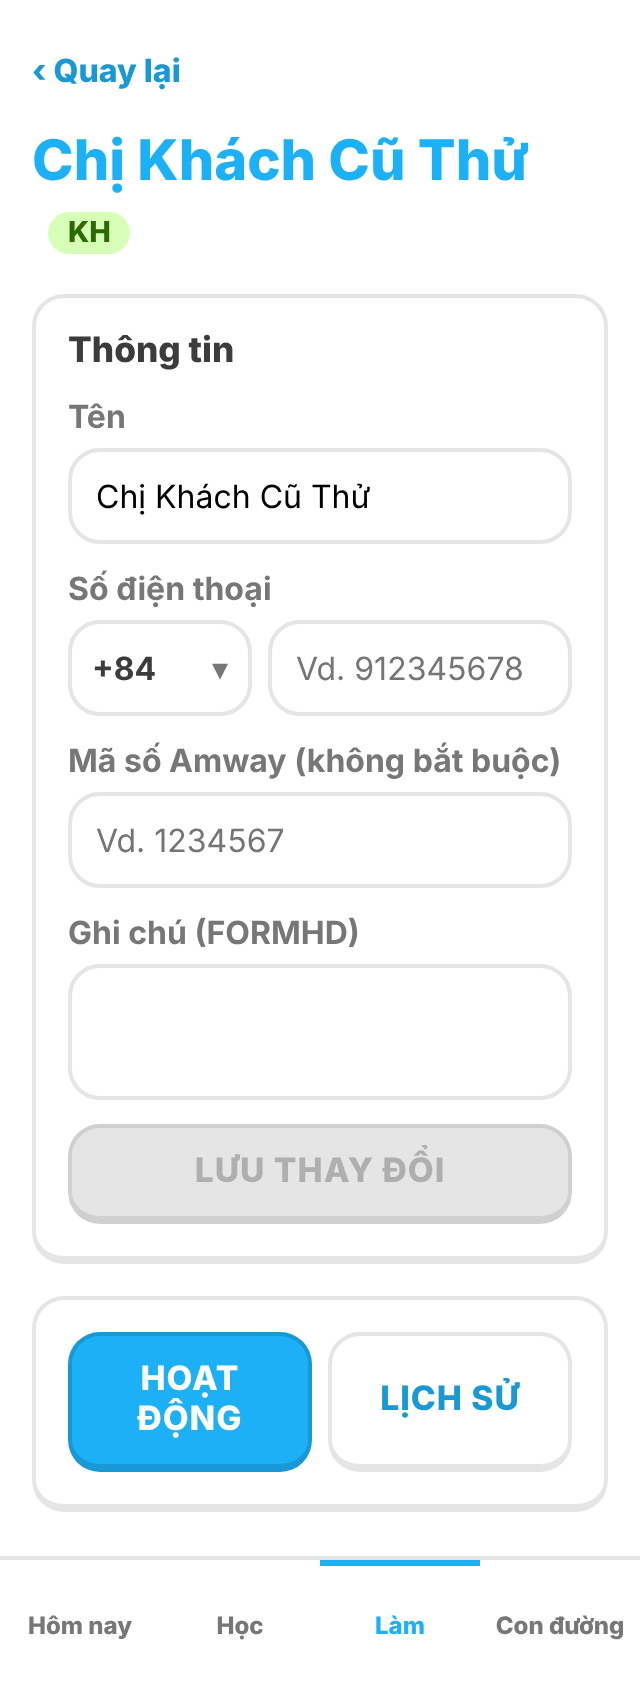 ‹ Quay lại
Chị Khách Cũ Thử
KH
Thông tin
Tên
Chị Khách Cũ Thử
Số điện thoại
+84 ▼ Vd. 912345678
Mã số Amway (không bắt buộc)
Vd. 1234567
Ghi chú (FORMHD)
LƯU THAY ĐỔI
HOẠT
ĐỘNG
LỊCH SỬ
Hôm nay Học Làm Con đường